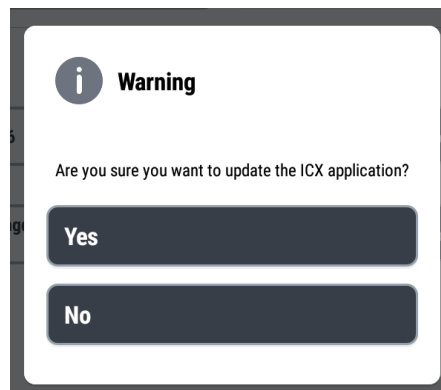 Warning
Are you sure you want to update the ICX application?
Yes
No